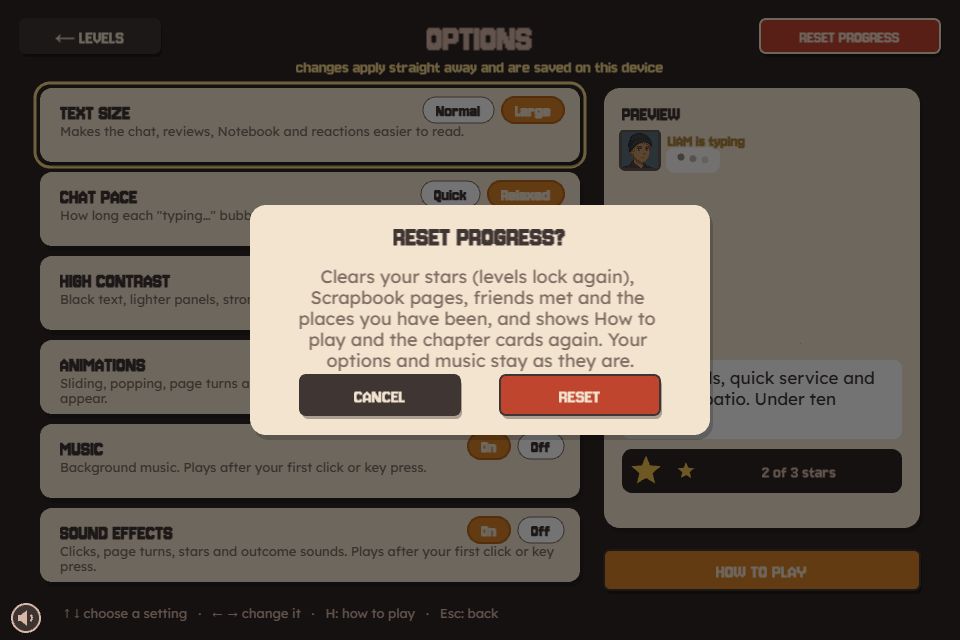 ← LEVELS
OPTIONS
RESET PROGRESS
changes apply straight away and are saved on this device
TEXT SIZE
Normal
Large
Makes the chat, reviews, Notebook and reactions easier to read.
CHAT PACE
Quick
Relaxed
How long each "typing…" bubb
HIGH CONTRAST
Black text, lighter panels, stron
ANIMATIONS
Sliding, popping, page turns a
appear.
MUSIC
On
Off
Background music. Plays after your first click or key press.
SOUND EFFECTS
On
Off
Clicks, page turns, stars and outcome sounds. Plays after your first click or key
press.
PREVIEW
LIAM is typing
ds, quick service and
patio. Under ten
2 of 3 stars
HOW TO PLAY
RESET PROGRESS?
Clears your stars (levels lock again),
Scrapbook pages, friends met and the
places you have been, and shows How to
play and the chapter cards again. Your
options and music stay as they are.
CANCEL
RESET
↑ ↓ choose a setting · ← → change it · H: how to play · Esc: back